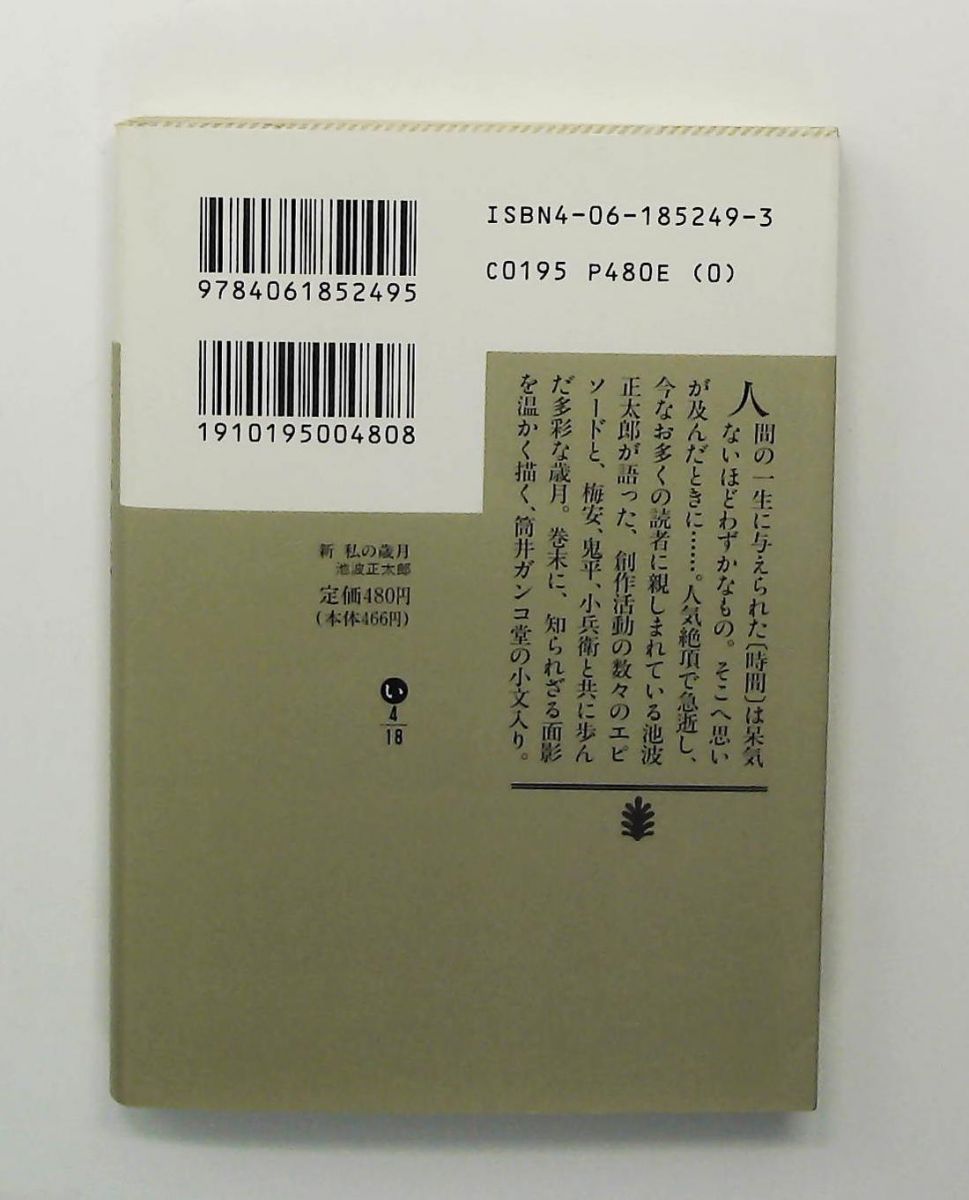 9784061852495
ISBN4-06-185249-3
C0195 P480E (0)
1910195004808
人間の一生に与えられた〔時間〕は呆気
ないほどわずかなもの。そこへ思い
が及んだときに……。人気絶頂で急逝し、
今なお多くの読者に親しまれている池波
正太郎が語った、創作活動の数々のエピ
ソードと、梅安、鬼平、小兵衛と共に歩ん
だ多彩な歳月。巻末に、知られざる面影
を温かく描く、筒井ガンコ堂の小文入り。
新 私の歳月
池波正太郎
定価480円
(本体466円)
い
4
18